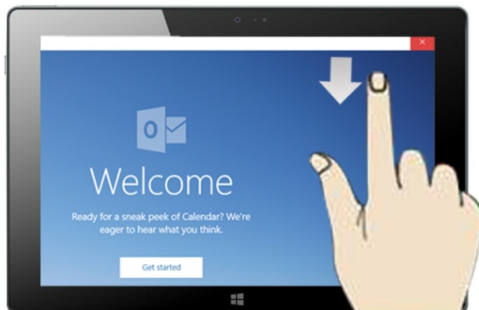 Welcome
Ready for a sneak peek of Calendar? We're
eager to hear what you think.
Get started